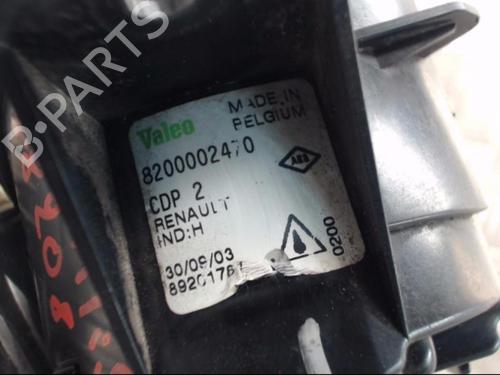 Valeo
MADE IN
BELGIUM
8200002470
CDP 2
RENAULT
IND:H
30/09/03
0200
B-PARTS